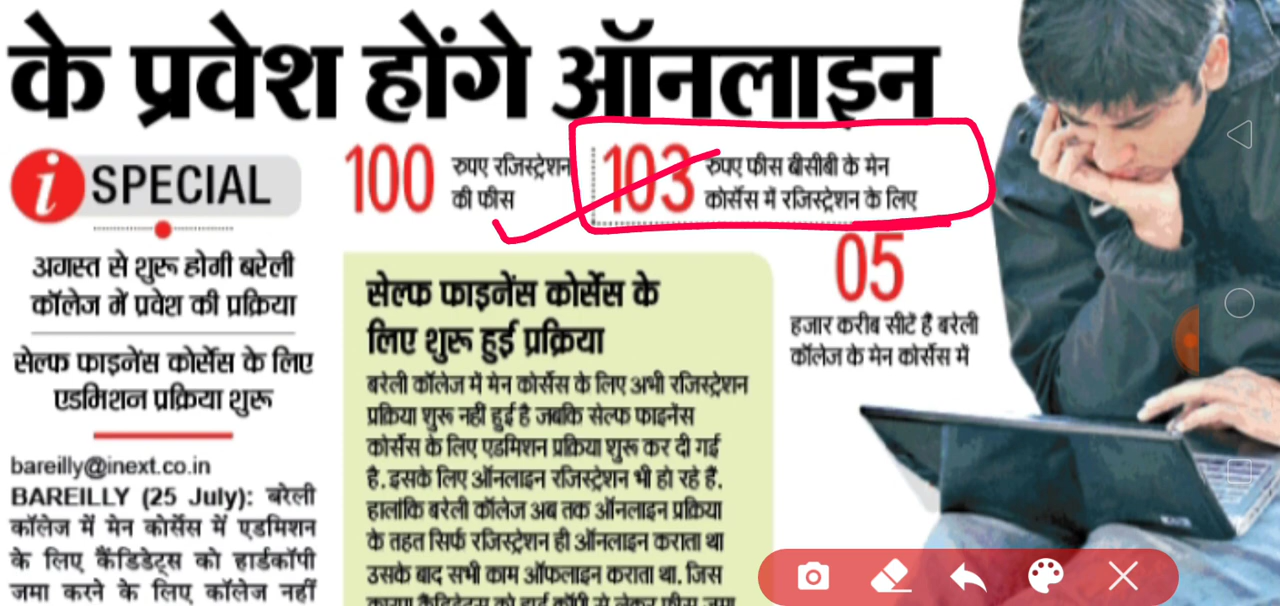 के प्रवेश होंगे ऑनलाइन
i SPECIAL
अगस्त से शुरू होगी बरेली
कॉलेज में प्रवेश की प्रक्रिया
सेल्फ फाइनेंस कोर्सेस के लिए
एडमिशन प्रक्रिया शुरू
bareilly@inext.co.in
BAREILLY (25 July): बरेली
कॉलेज में मेन कोर्सेस में एडमिशन
के लिए कैंडिडेट्स को हार्डकॉपी
जमा करने के लिए कॉलेज नहीं
100 रुपए रजिस्ट्रेशन
की फीस
103 रुपए फीस बीसीबी के मेन
कोर्सेस में रजिस्ट्रेशन के लिए
05
हजार करीब सीटें हैं बरेली
कॉलेज के मेन कोर्सेस में
सेल्फ फाइनेंस कोर्सेस के
लिए शुरू हुई प्रक्रिया
बरेली कॉलेज में मेन कोर्सेस के लिए अभी रजिस्ट्रेशन
प्रक्रिया शुरू नहीं हुई है जबकि सेल्फ फाइनेंस
कोर्सेस के लिए एडमिशन प्रक्रिया शुरू कर दी गई
है. इसके लिए ऑनलाइन रजिस्ट्रेशन भी हो रहे हैं.
हालांकि बरेली कॉलेज अब तक ऑनलाइन प्रक्रिया
के तहत सिर्फ रजिस्ट्रेशन ही ऑनलाइन कराता था
उसके बाद सभी काम ऑफलाइन कराता था. जिस
कारण कैंडिडेट्स को हार्ड कॉपी से लेकर फीस जमा